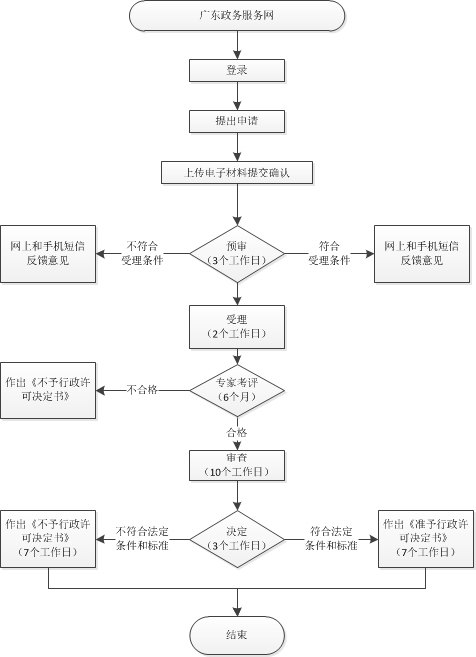 广东政务服务网
登录
提出申请
上传电子材料提交确认
网上和手机短信
反馈意见
不符合
受理条件
预审
（3个工作日）
符合
受理条件
网上和手机短信
反馈意见
受理
（2个工作日）
作出《不予行政许
可决定书》
不合格
专家考评
（6个月）
合格
审查
（10个工作日）
作出《不予行政许
可决定书》
（7个工作日）
不符合法定
条件和标准
决定
（3个工作日）
符合法定
条件和标准
作出《准予行政许
可决定书》
（7个工作日）
结束